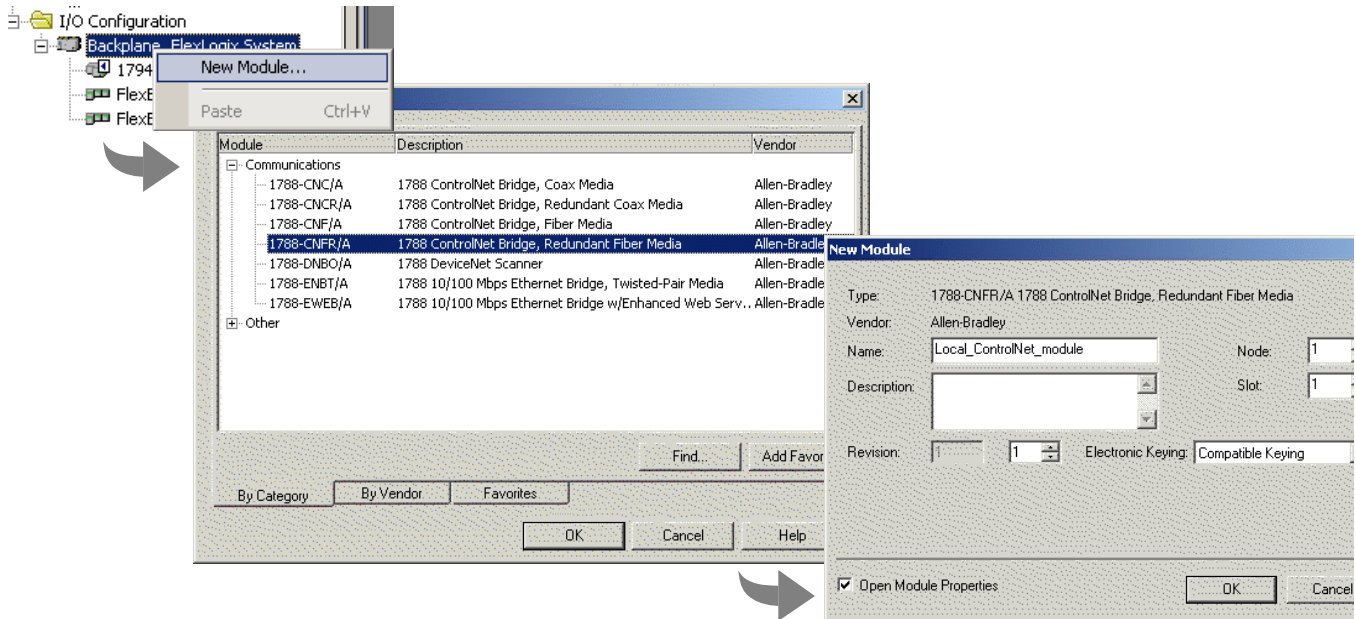 I/O Configuration
Backplane, FlexLogix System
1794
FlexB
FlexB
New Module...
Paste Ctrl+V
Module Description Vendor
Communications
1788-CNC/A 1788 ControlNet Bridge, Coax Media Allen-Bradley
1788-CNCR/A 1788 ControlNet Bridge, Redundant Coax Media Allen-Bradley
1788-CNF/A 1788 ControlNet Bridge, Fiber Media Allen-Bradley
1788-CNFR/A 1788 ControlNet Bridge, Redundant Fiber Media Allen-Bradle
1788-DNBO/A 1788 DeviceNet Scanner Allen-Bradle
1788-ENBT/A 1788 10/100 Mbps Ethernet Bridge, Twisted-Pair Media Allen-Bradle
1788-EWEB/A 1788 10/100 Mbps Ethernet Bridge w/Enhanced Web Serv.. Allen-Bradle
Other
Find... Add Favor
By Category By Vendor Favorites
OK Cancel Help
New Module
Type: 1788-CNFR/A 1788 ControlNet Bridge, Redundant Fiber Media
Vendor: Allen-Bradley
Name: Local_ControlNet_module Node: 1
Description: Slot: 1
Revision: 1 1 Electronic Keying: Compatible Keying
Open Module Properties OK Cancel